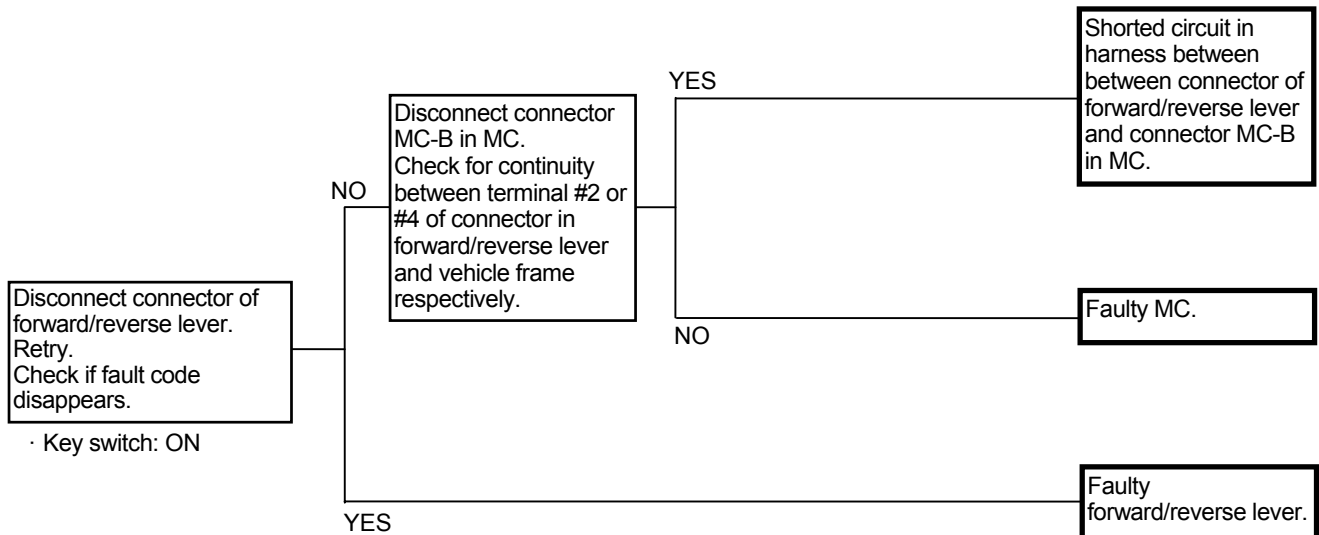 Disconnect connector of
forward/reverse lever.
Retry.
Check if fault code
disappears.
· Key switch: ON
NO
Disconnect connector
MC-B in MC.
Check for continuity
between terminal #2 or
#4 of connector in
forward/reverse lever
and vehicle frame
respectively.
YES
Shorted circuit in
harness between
between connector of
forward/reverse lever
and connector MC-B
in MC.
NO
Faulty MC.
YES
Faulty
forward/reverse lever.